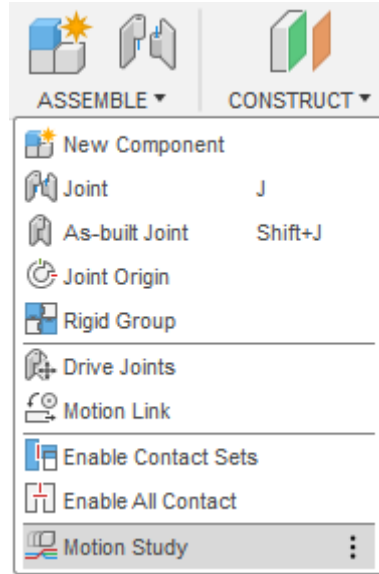 ASSEMBLE ▾ CONSTRUCT ▾
New Component
Joint J
As-built Joint Shift+J
Joint Origin
Rigid Group
Drive Joints
Motion Link
Enable Contact Sets
Enable All Contact
Motion Study